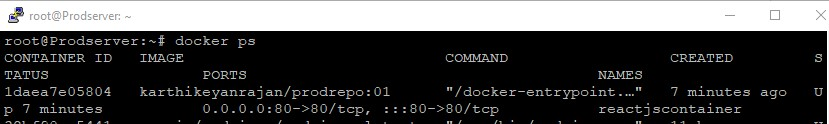 root@Prodserver: ~
root@Prodserver:~# docker ps
CONTAINER ID IMAGE COMMAND CREATED S
TATUS PORTS NAMES
1daea7e05804 karthikeyanrajan/prodrepo:01 "/docker-entrypoint.…" 7 minutes ago U
p 7 minutes 0.0.0.0:80->80/tcp, :::80->80/tcp reactjscontainer